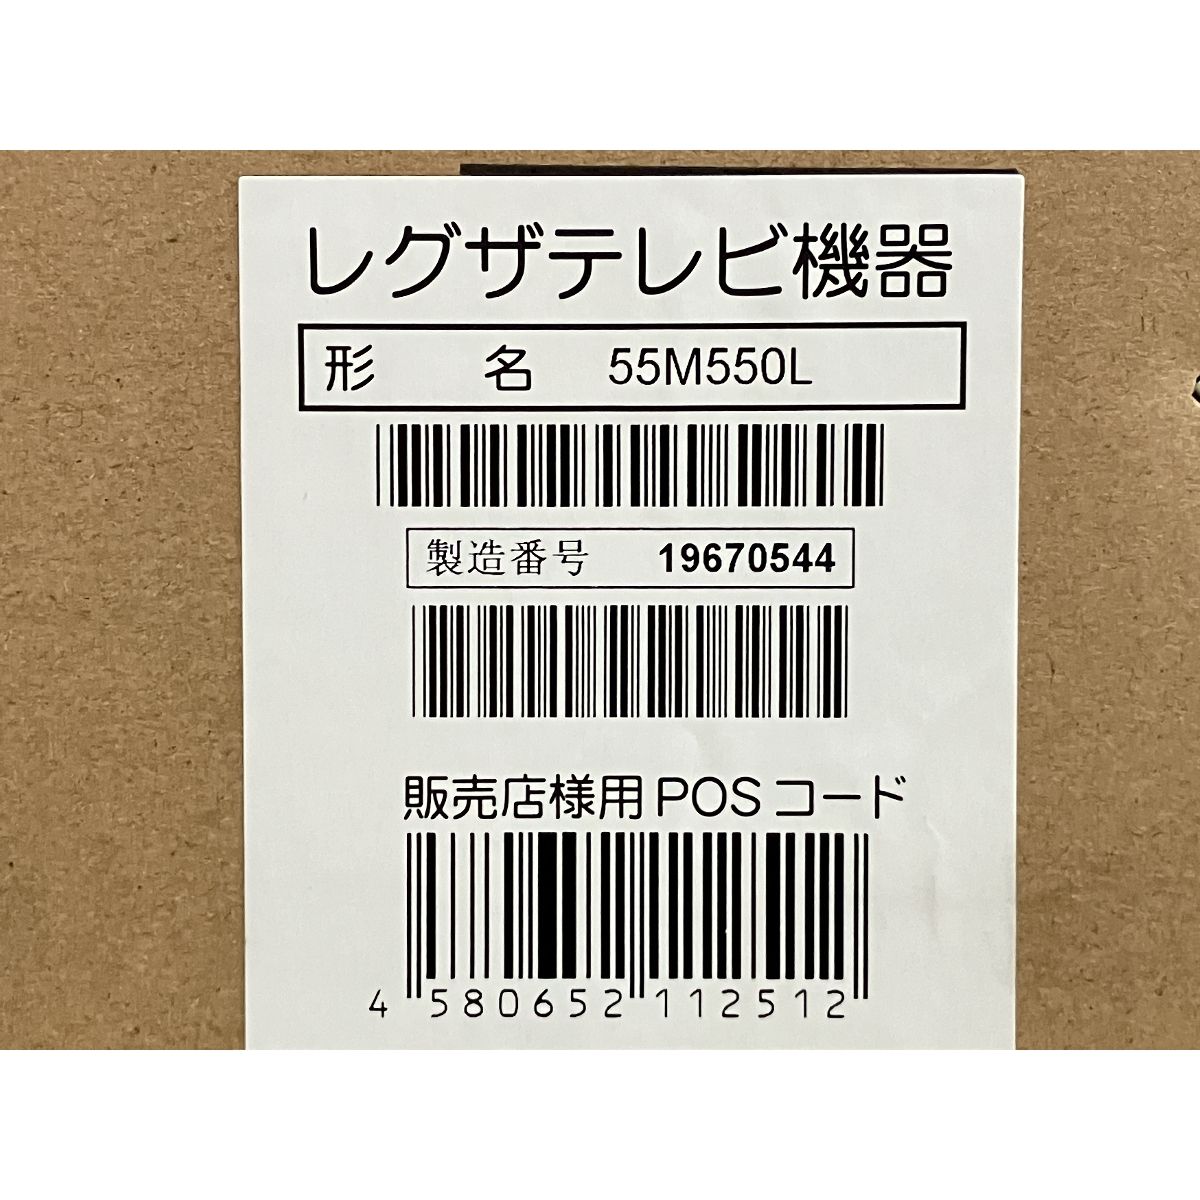 レグザテレビ機器
形 名 55M550L
製造番号 19670544
販売店様用POSコード
4 580652 112512